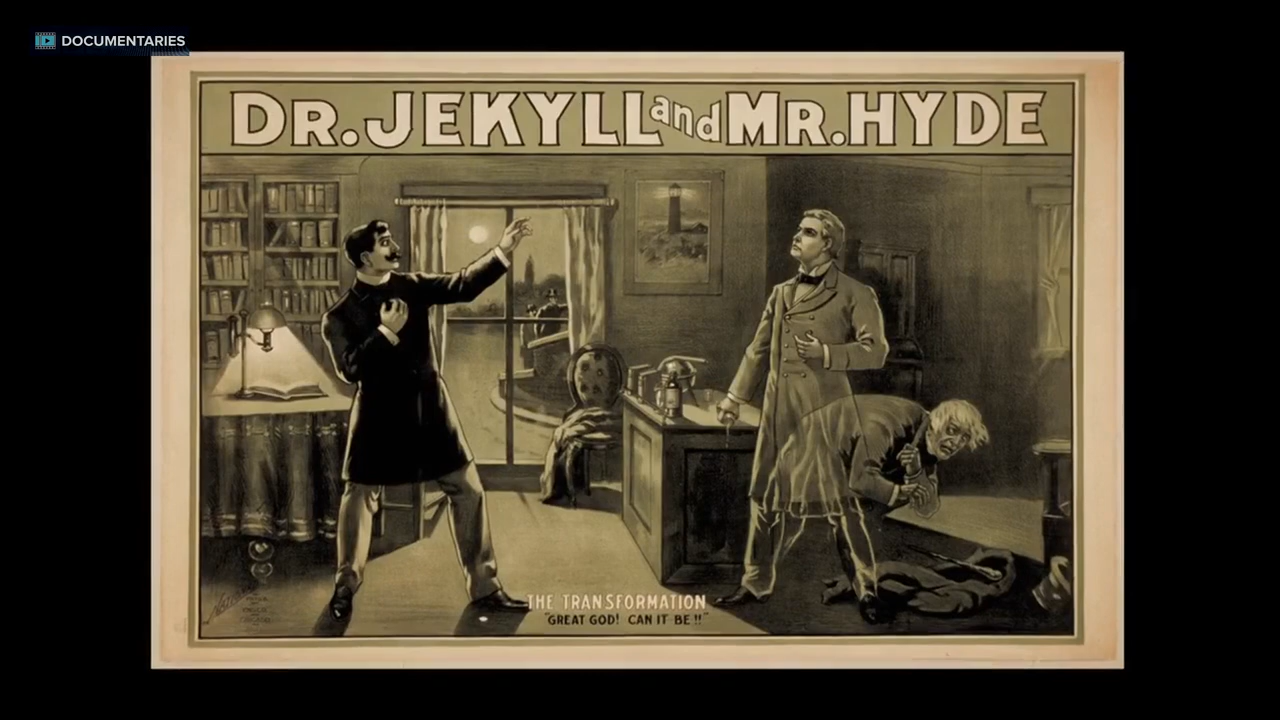 DOCUMENTARIES
DR. JEKYLL and MR. HYDE
THE TRANSFORMATION
"GREAT GOD! CAN IT BE!!"